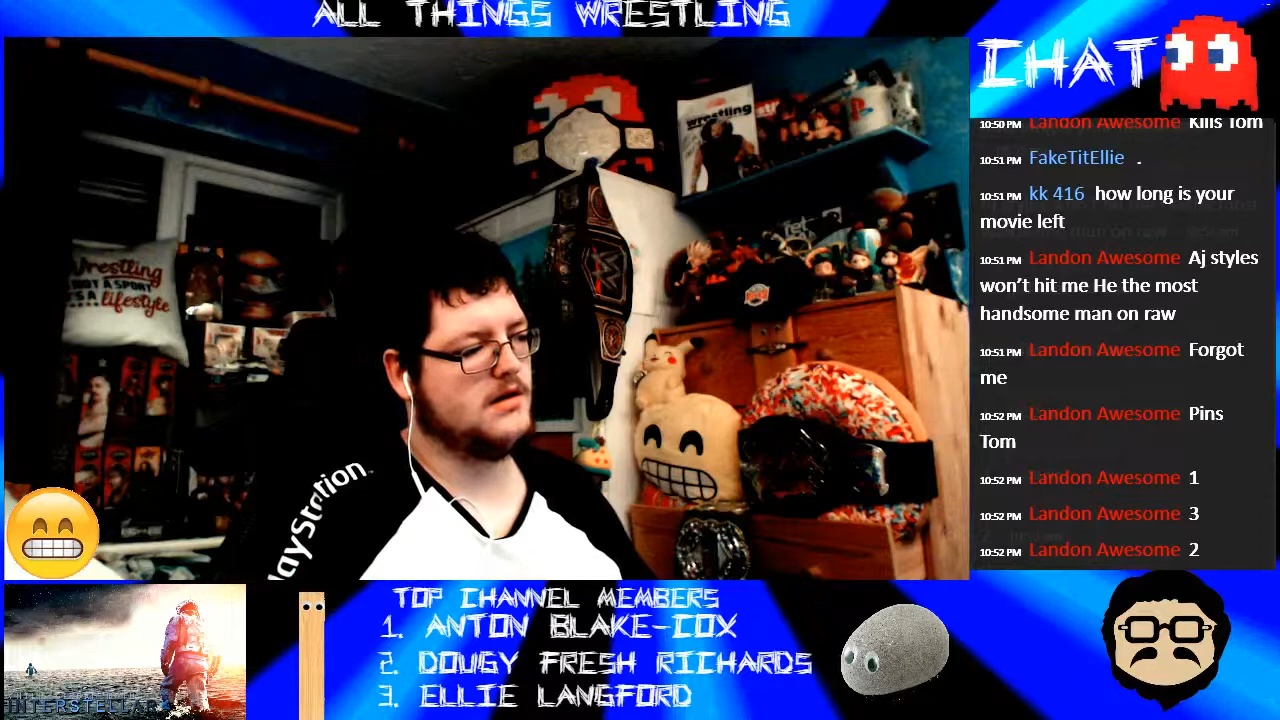 ALL THINGS WRESTLING
CHAT
10:50 PM Landon Awesome Kills Tom
10:51 PM FakeTitEllie .
10:51 PM kk 416 how long is your
movie left
10:51 PM Landon Awesome Aj styles
won't hit me He the most
handsome man on raw
10:51 PM Landon Awesome Forgot
me
10:52 PM Landon Awesome Pins
Tom
10:52 PM Landon Awesome 1
10:52 PM Landon Awesome 3
10:52 PM Landon Awesome 2
wrestling
Wrestling
NOT A SPORT
IT'S A lifestyle
PlayStation
TOP CHANNEL MEMBERS
1. ANTON BLAKE-COX
2. DOUGY FRESH RICHARDS
3. ELLIE LANGFORD
INTERSTELLAR